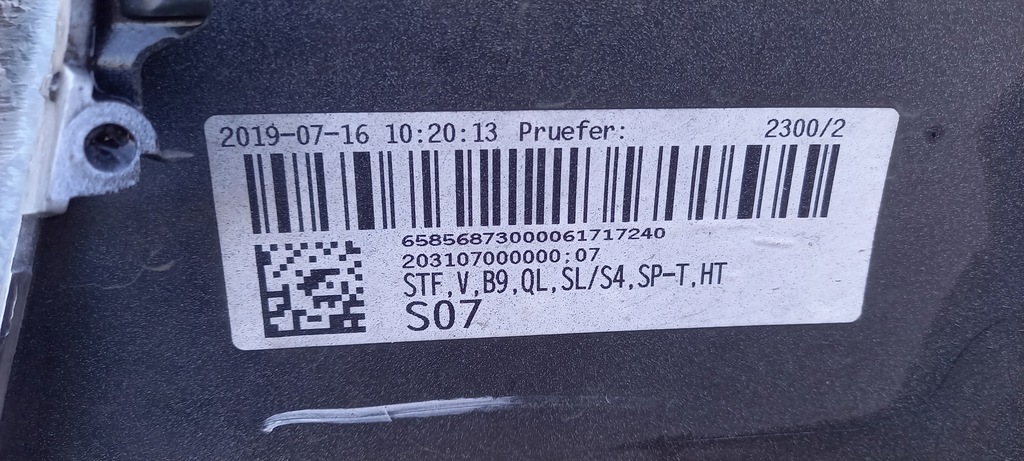 2019-07-16 10:20:13 Pruefer: 2300/2
65856873000061717240
203107000000;07
STF,V,B9,QL,SL/S4,SP-T,HT
S07